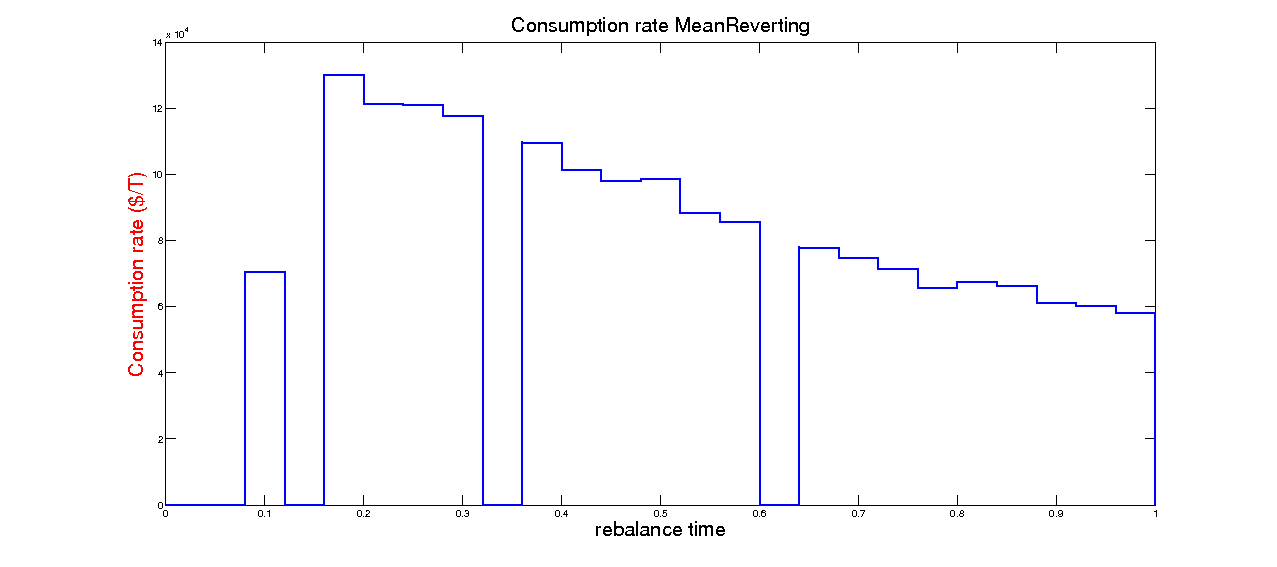 Consumption rate MeanReverting
x 10^4
14
12
10
8
6
4
2
0
Consumption rate ($/T)
0 0.1 0.2 0.3 0.4 0.5 0.6 0.7 0.8 0.9 1
rebalance time